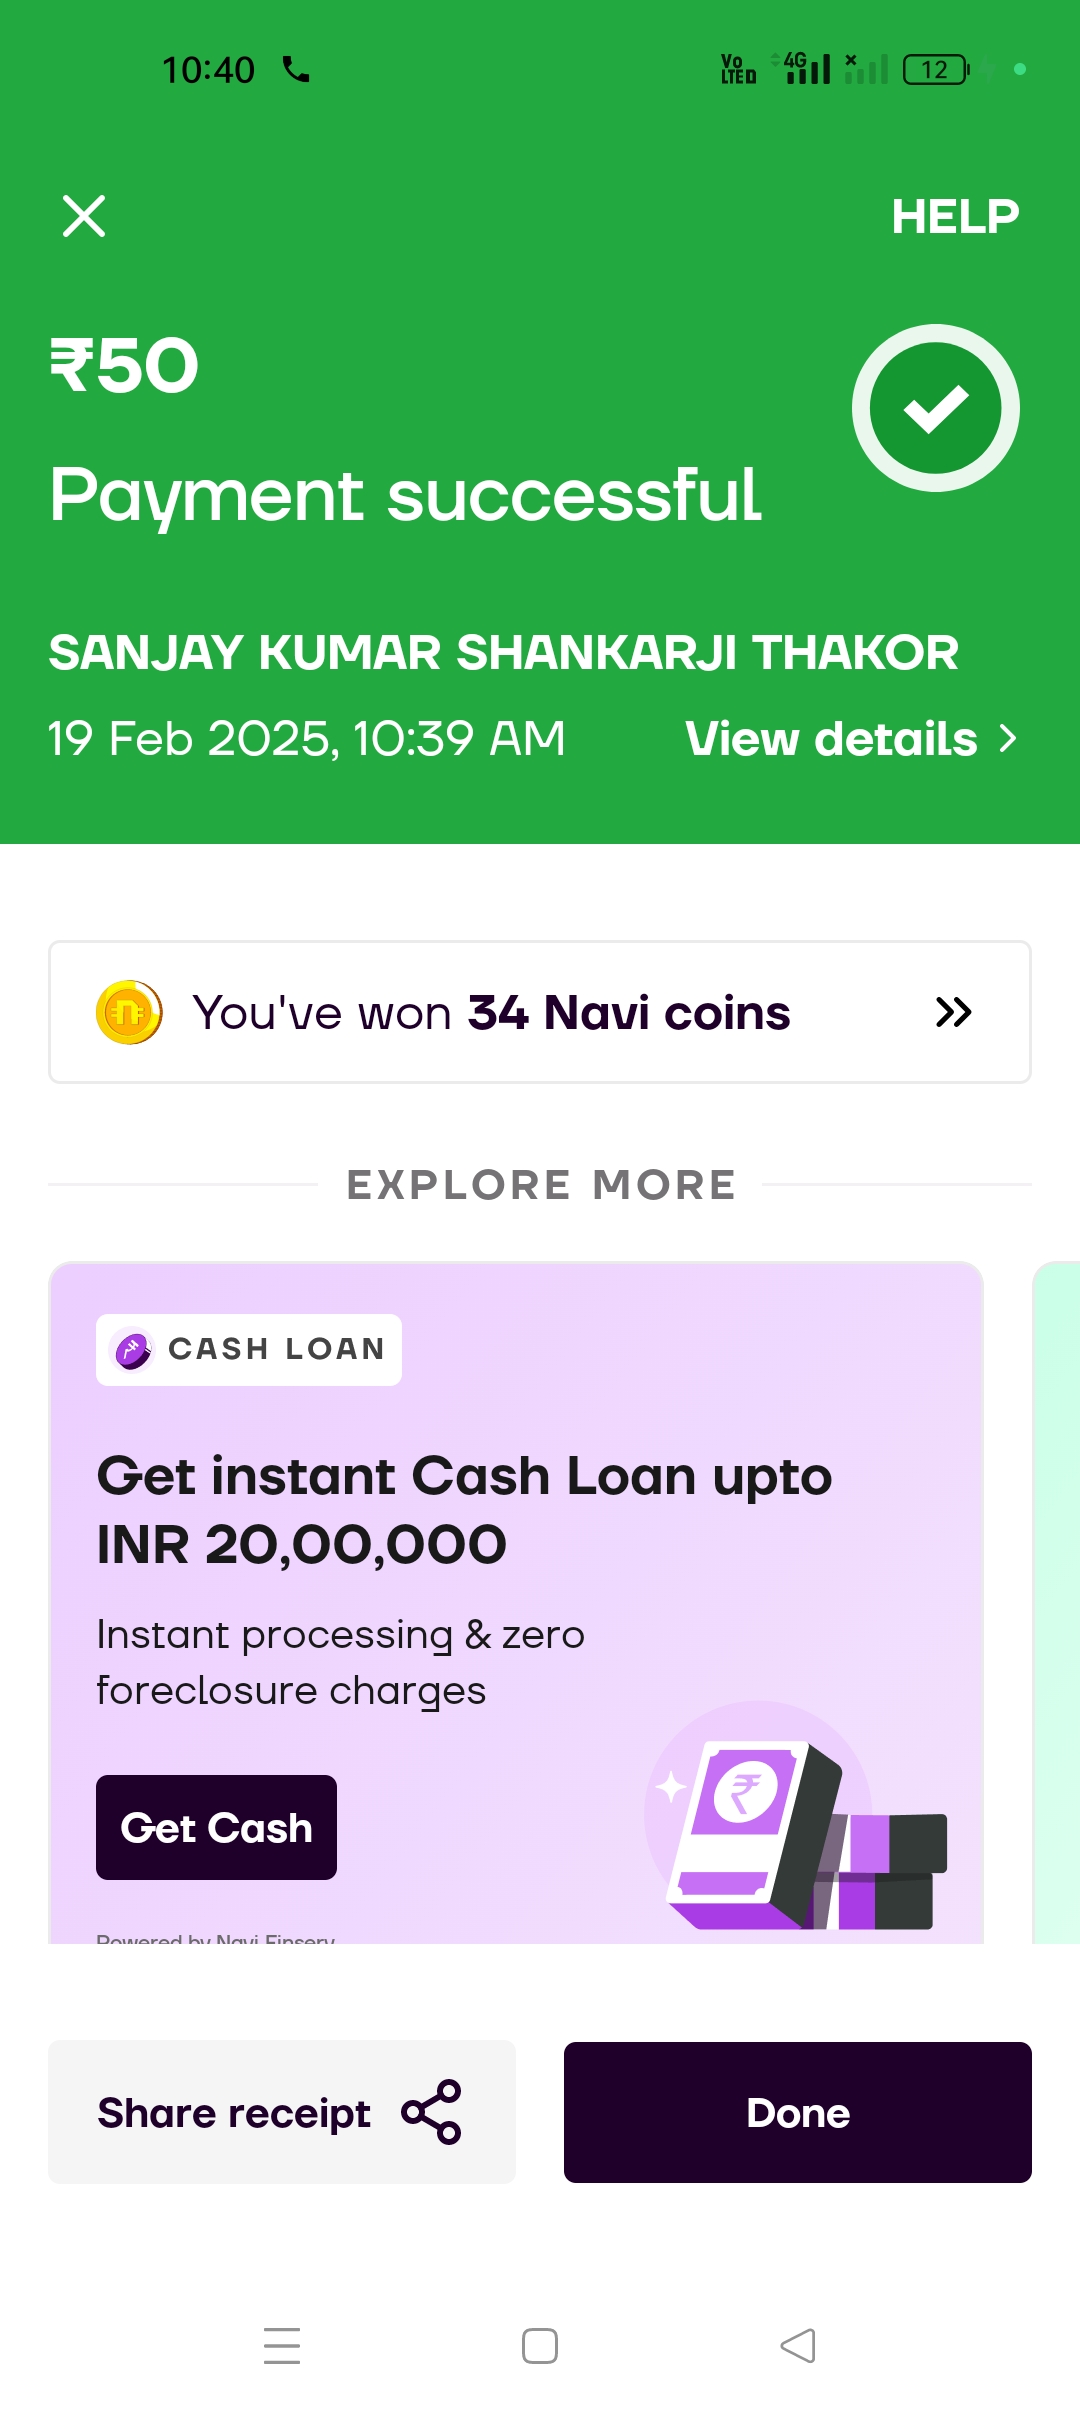 10:40
Vo LTED 4G 12
HELP
₹50
Payment successful
SANJAY KUMAR SHANKARJI THAKOR
19 Feb 2025, 10:39 AM View details
You've won 34 Navi coins
EXPLORE MORE
CASH LOAN
Get instant Cash Loan upto
INR 20,00,000
Instant processing & zero
foreclosure charges
Get Cash
Powered by Navi Finserv
Share receipt
Done